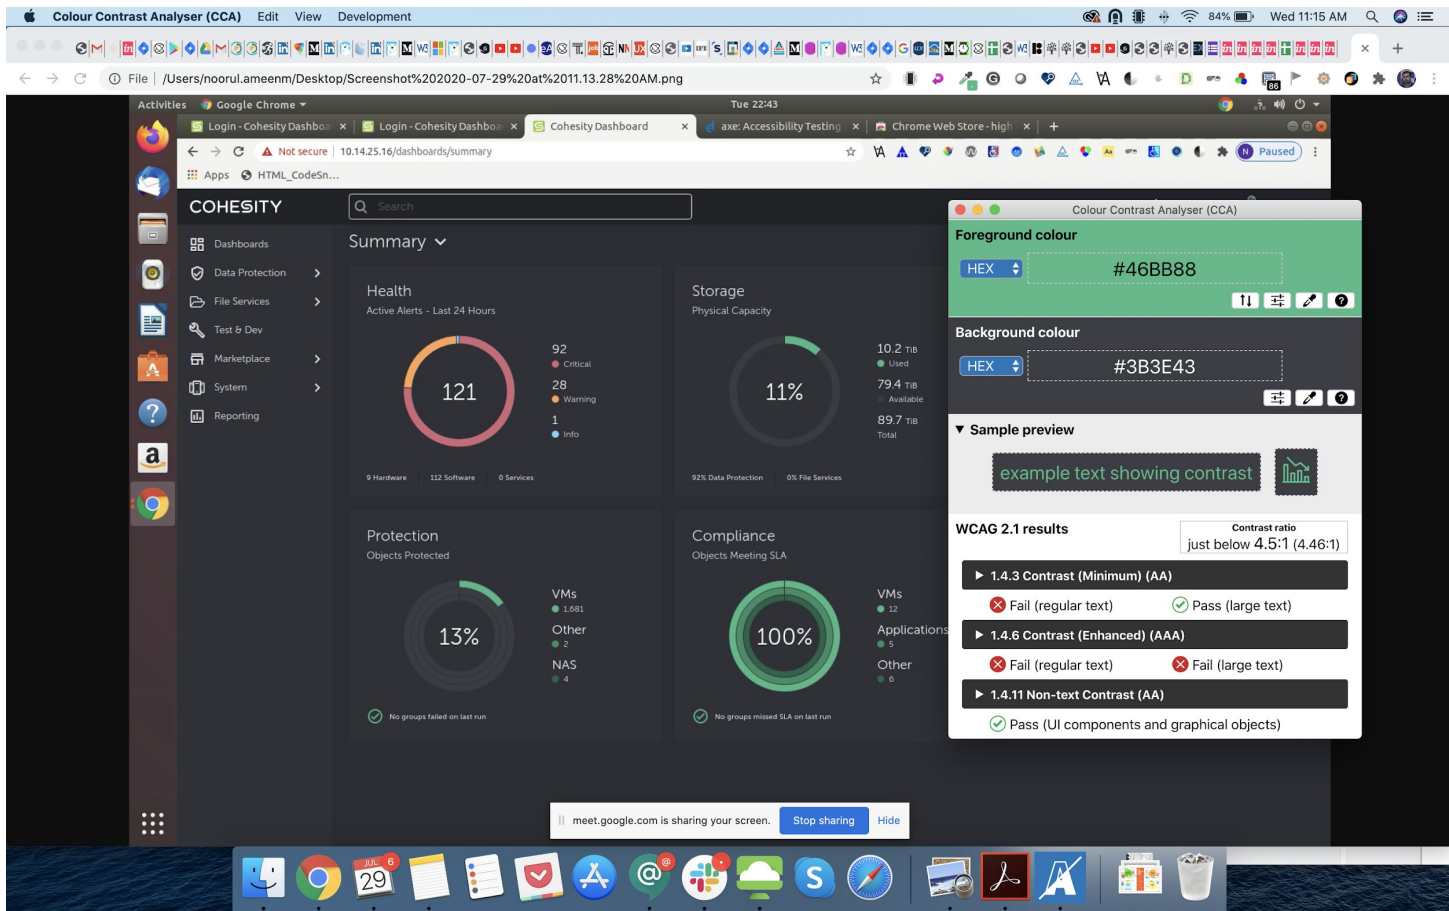 Colour Contrast Analyser (CCA) Edit View Development
84% Wed 11:15 AM
File /Users/noorul.ameenm/Desktop/Screenshot%202020-07-29%20at%2011.13.28%20AM.png
86
Activities Google Chrome Tue 22:43
Login - Cohesity Dashboa Login - Cohesity Dashboa Cohesity Dashboard axe: Accessibility Testing Chrome Web Store - high
Not secure 10.14.25.16/dashboards/summary N Paused
Apps HTML_CodeSn...
COHESITY
Search
Dashboards
Data Protection
File Services
Test & Dev
Marketplace
System
Reporting
Summary
Health
Active Alerts - Last 24 Hours
121
92
Critical
28
Warning
1
Info
9 Hardware 112 Software 0 Services
Storage
Physical Capacity
11%
10.2 TiB
Used
79.4 TiB
Available
89.7 TiB
Total
92% Data Protection 0% File Services
Protection
Objects Protected
13%
VMs
1,681
Other
2
NAS
4
No groups failed on last run
Compliance
Objects Meeting SLA
100%
VMs
12
Applications
5
Other
6
No groups missed SLA on last run
Colour Contrast Analyser (CCA)
Foreground colour
HEX #46BB88
Background colour
HEX #3B3E43
Sample preview
example text showing contrast
WCAG 2.1 results
Contrast ratio
just below 4.5:1 (4.46:1)
1.4.3 Contrast (Minimum) (AA)
Fail (regular text) Pass (large text)
1.4.6 Contrast (Enhanced) (AAA)
Fail (regular text) Fail (large text)
1.4.11 Non-text Contrast (AA)
Pass (UI components and graphical objects)
meet.google.com is sharing your screen. Stop sharing Hide
JUL 6
29